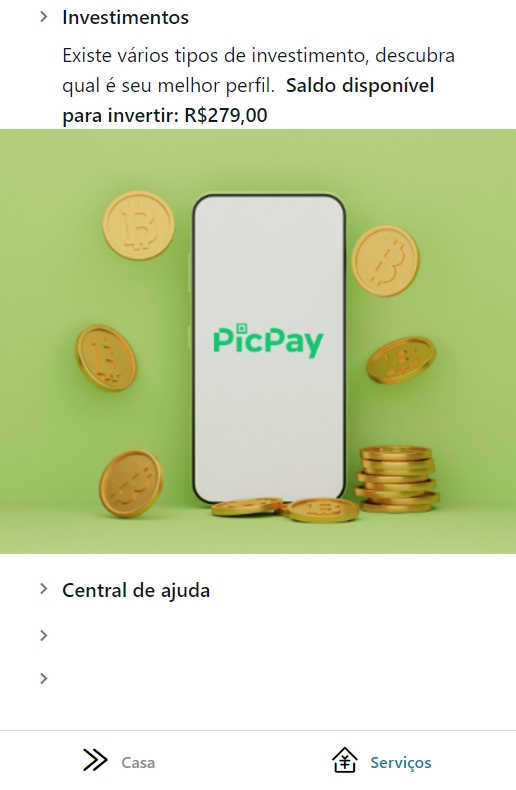 Investimentos
Existe vários tipos de investimento, descubra
qual é seu melhor perfil. Saldo disponível
para invertir: R$279,00
PicPay
Central de ajuda
Casa
Serviços